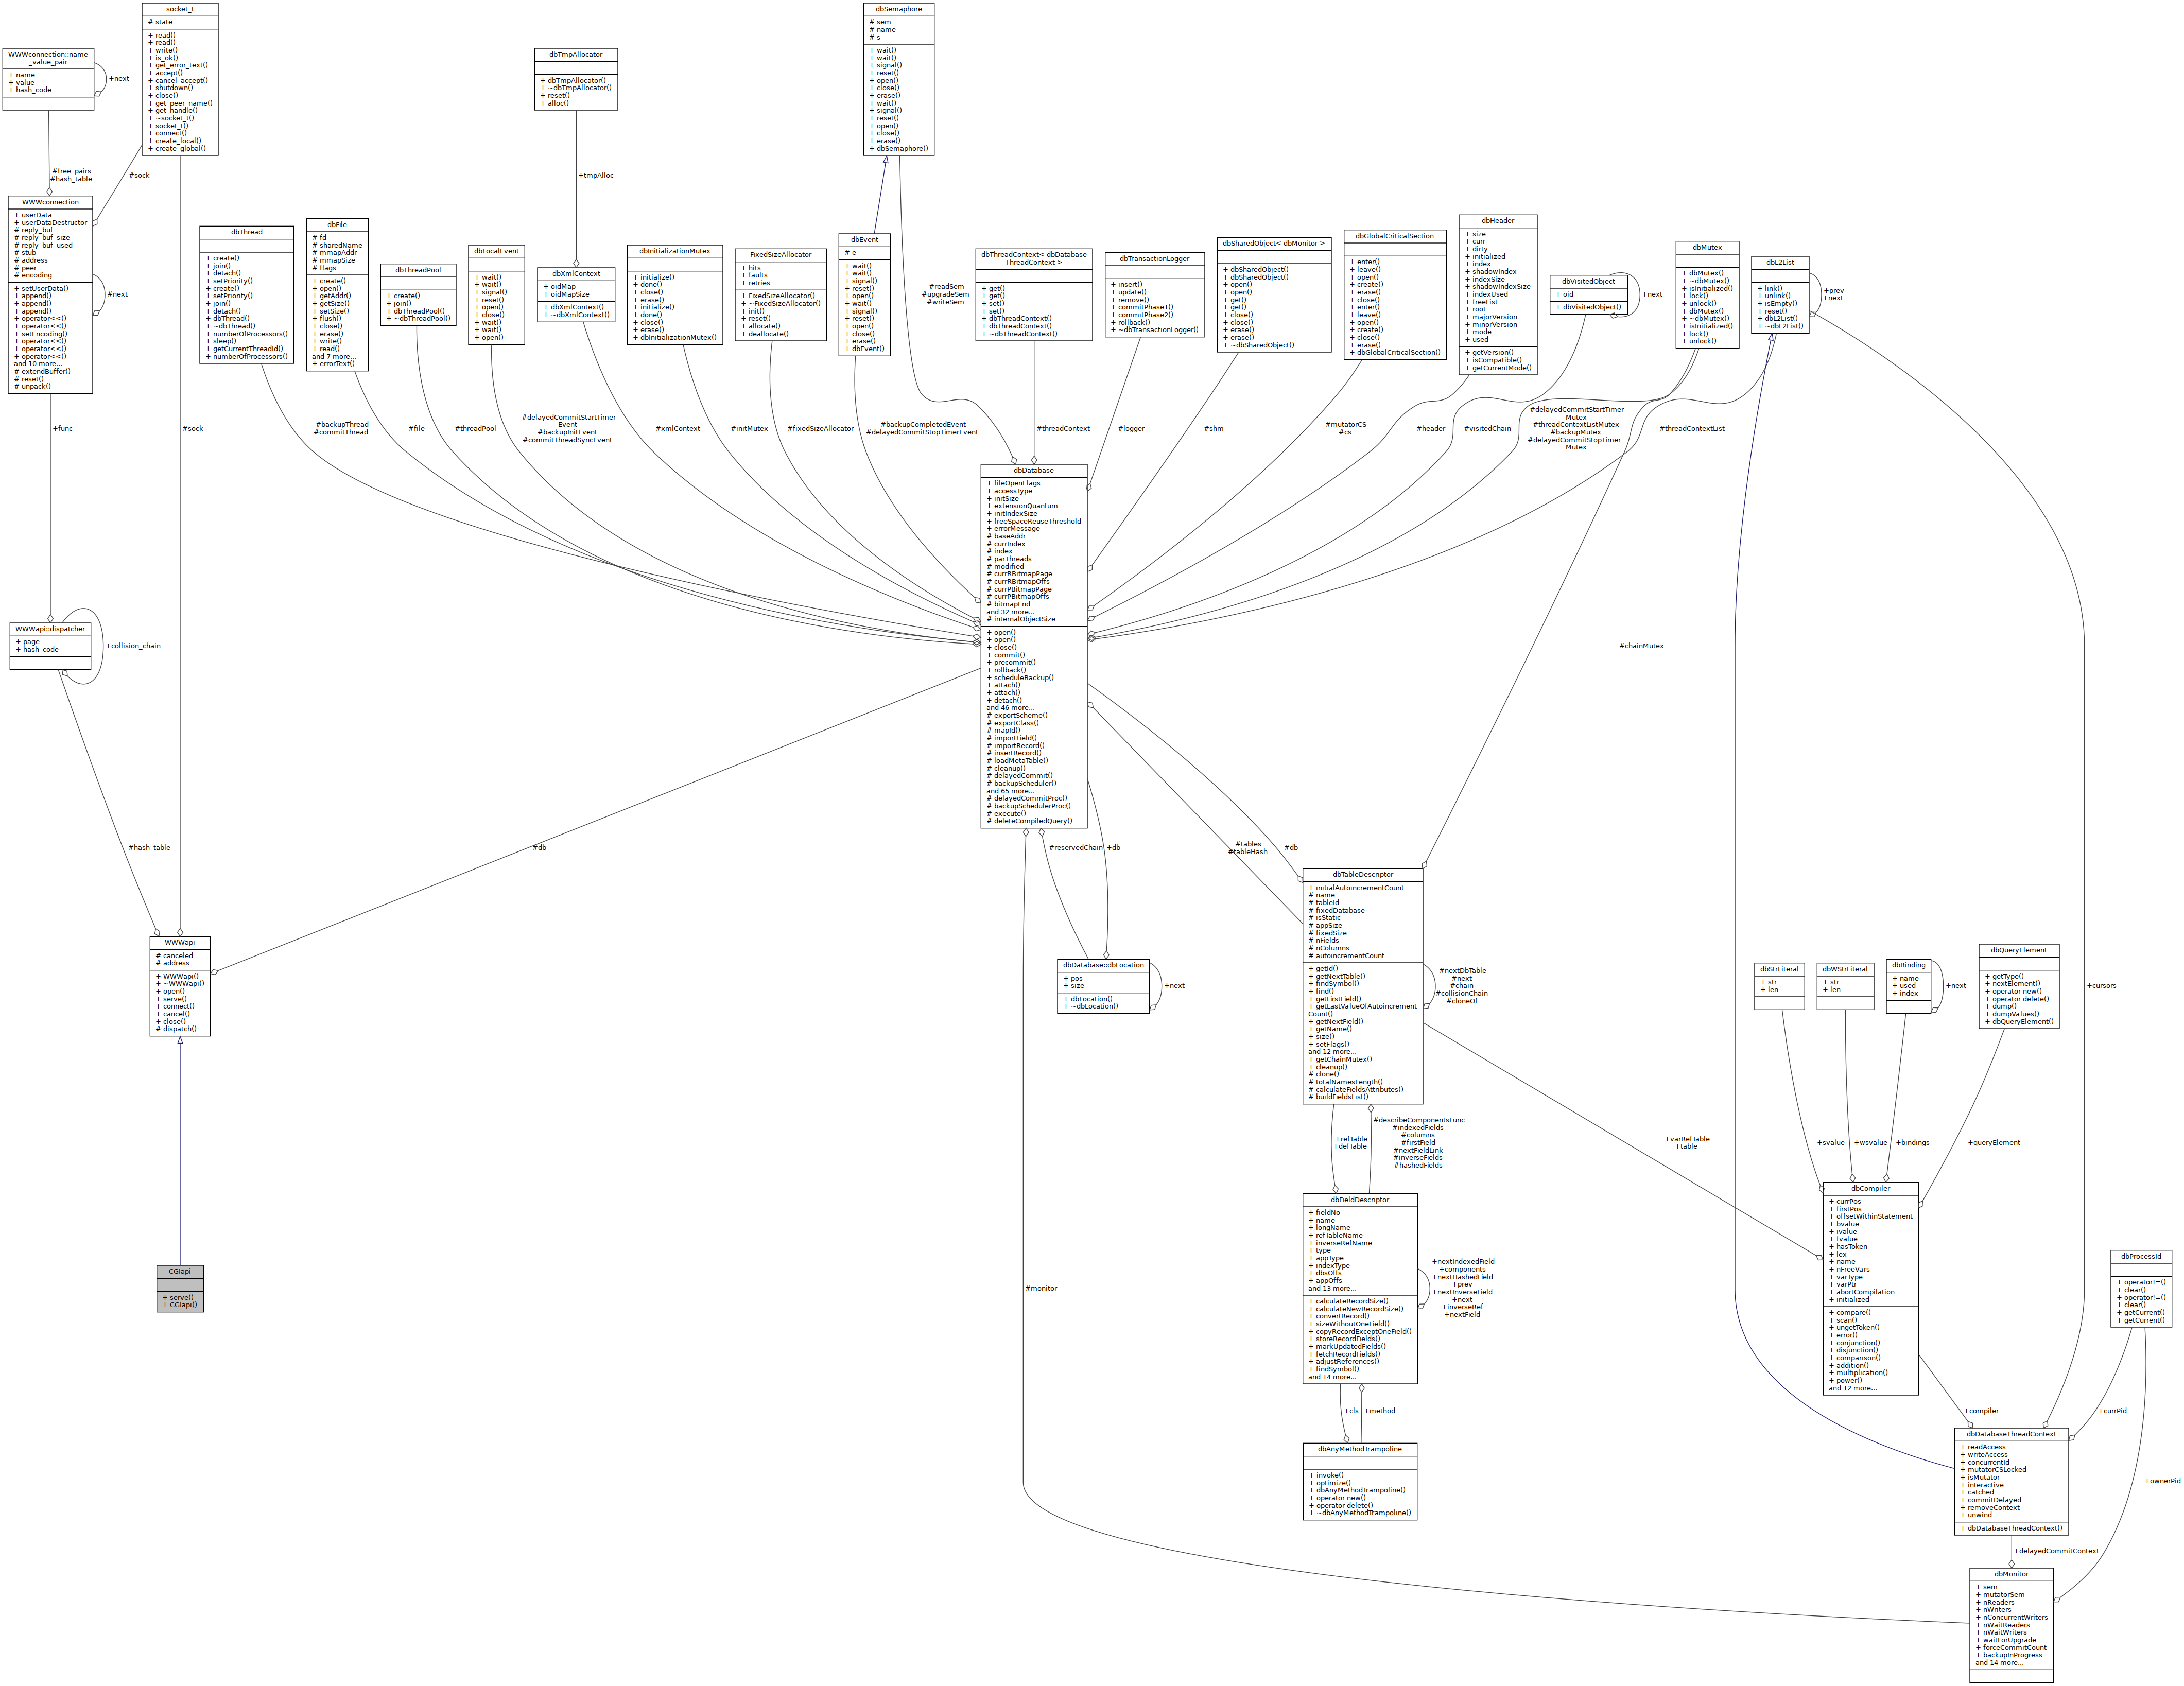 socket_t
# state
+ read()
+ read()
+ write()
+ is_ok()
+ get_error_text()
+ accept()
+ cancel_accept()
+ shutdown()
+ close()
+ get_peer_name()
+ get_handle()
+ ~socket_t()
+ socket_t()
+ connect()
+ create_local()
+ create_global()
dbSemaphore
# sem
# name
# s
+ wait()
+ wait()
+ signal()
+ reset()
+ open()
+ close()
+ erase()
+ wait()
+ signal()
+ reset()
+ open()
+ close()
+ erase()
+ dbSemaphore()
WWWconnection::name
_value_pair
+ name
+ value
+ hash_code
+next
dbTmpAllocator
+ dbTmpAllocator()
+ ~dbTmpAllocator()
+ reset()
+ alloc()
#free_pairs
#hash_table
#sock
+tmpAlloc
WWWconnection
+ userData
+ userDataDestructor
# reply_buf
# reply_buf_size
# reply_buf_used
# stub
# address
# peer
# encoding
+ setUserData()
+ append()
+ append()
+ append()
+ operator<<()
+ operator<<()
+ setEncoding()
+ operator<<()
+ operator<<()
+ operator<<()
and 10 more...
# extendBuffer()
# reset()
# unpack()
#next
dbThread
+ create()
+ join()
+ detach()
+ setPriority()
+ create()
+ setPriority()
+ join()
+ detach()
+ dbThread()
+ ~dbThread()
+ numberOfProcessors()
+ sleep()
+ getCurrentThreadId()
+ numberOfProcessors()
dbFile
# fd
# sharedName
# mmapAddr
# mmapSize
# flags
+ create()
+ open()
+ getAddr()
+ getSize()
+ setSize()
+ flush()
+ close()
+ erase()
+ write()
+ read()
and 7 more...
+ errorText()
dbThreadPool
+ create()
+ join()
+ dbThreadPool()
+ ~dbThreadPool()
dbLocalEvent
+ wait()
+ wait()
+ signal()
+ reset()
+ open()
+ close()
+ wait()
+ wait()
+ open()
dbXmlContext
+ oidMap
+ oidMapSize
+ dbXmlContext()
+ ~dbXmlContext()
dbInitializationMutex
+ initialize()
+ done()
+ close()
+ erase()
+ initialize()
+ done()
+ close()
+ erase()
+ dbInitializationMutex()
FixedSizeAllocator
+ hits
+ faults
+ retries
+ FixedSizeAllocator()
+ ~FixedSizeAllocator()
+ init()
+ reset()
+ allocate()
+ deallocate()
dbEvent
# e
+ wait()
+ wait()
+ signal()
+ reset()
+ open()
+ wait()
+ signal()
+ reset()
+ open()
+ close()
+ erase()
+ dbEvent()
#readSem
#upgradeSem
#writeSem
dbThreadContext< dbDatabase
ThreadContext >
+ get()
+ get()
+ set()
+ set()
+ dbThreadContext()
+ dbThreadContext()
+ ~dbThreadContext()
dbTransactionLogger
+ insert()
+ update()
+ remove()
+ commitPhase1()
+ commitPhase2()
+ rollback()
+ ~dbTransactionLogger()
dbSharedObject< dbMonitor >
+ dbSharedObject()
+ dbSharedObject()
+ open()
+ open()
+ get()
+ get()
+ close()
+ close()
+ erase()
+ erase()
+ ~dbSharedObject()
dbGlobalCriticalSection
+ enter()
+ leave()
+ open()
+ create()
+ erase()
+ close()
+ enter()
+ leave()
+ open()
+ create()
+ close()
+ erase()
+ dbGlobalCriticalSection()
dbHeader
+ size
+ curr
+ dirty
+ initialized
+ index
+ shadowIndex
+ indexSize
+ shadowIndexSize
+ indexUsed
+ freeList
+ root
+ majorVersion
+ minorVersion
+ mode
+ used
+ getVersion()
+ isCompatible()
+ getCurrentMode()
dbVisitedObject
+ oid
+ dbVisitedObject()
+next
dbMutex
+ dbMutex()
+ ~dbMutex()
+ isInitialized()
+ lock()
+ unlock()
+ dbMutex()
+ ~dbMutex()
+ isInitialized()
+ lock()
+ unlock()
dbL2List
+ link()
+ unlink()
+ isEmpty()
+ reset()
+ dbL2List()
+ ~dbL2List()
+prev
+next
+func
#sock
#backupThread
#commitThread
#file
#threadPool
#delayedCommitStartTimer
Event
#backupInitEvent
#commitThreadSyncEvent
#xmlContext
#initMutex
#fixedSizeAllocator
#backupCompletedEvent
#delayedCommitStopTimerEvent
#threadContext
#logger
#shm
#mutatorCS
#cs
#header
#visitedChain
#delayedCommitStartTimer
Mutex
#threadContextListMutex
#backupMutex
#delayedCommitStopTimer
Mutex
#threadContextList
dbDatabase
+ fileOpenFlags
+ accessType
+ initSize
+ extensionQuantum
+ initIndexSize
+ freeSpaceReuseThreshold
+ errorMessage
# baseAddr
# currIndex
# index
# parThreads
# modified
# currRBitmapPage
# currRBitmapOffs
# currPBitmapPage
# currPBitmapOffs
# bitmapEnd
and 32 more...
# internalObjectSize
+ open()
+ open()
+ close()
+ commit()
+ precommit()
+ rollback()
+ scheduleBackup()
+ attach()
+ attach()
+ detach()
and 46 more...
# exportScheme()
# exportClass()
# mapId()
# importField()
# importRecord()
# insertRecord()
# loadMetaTable()
# cleanup()
# delayedCommit()
# backupScheduler()
and 65 more...
# delayedCommitProc()
# backupSchedulerProc()
# execute()
# deleteCompiledQuery()
WWWapi::dispatcher
+ page
+ hash_code
+collision_chain
#chainMutex
#hash_table
#db
#reservedChain
+db
#tables
#tableHash
#db
WWWapi
# canceled
# address
+ WWWapi()
+ ~WWWapi()
+ open()
+ serve()
+ connect()
+ cancel()
+ close()
# dispatch()
dbDatabase::dbLocation
+ pos
+ size
+ dbLocation()
+ ~dbLocation()
+next
dbTableDescriptor
+ initialAutoincrementCount
# name
# tableId
# fixedDatabase
# isStatic
# appSize
# fixedSize
# nFields
# nColumns
# autoincrementCount
+ getId()
+ getNextTable()
+ findSymbol()
+ find()
+ getFirstField()
+ getLastValueOfAutoincrement
Count()
+ getNextField()
+ getName()
+ size()
+ setFlags()
and 12 more...
+ getChainMutex()
+ cleanup()
# clone()
# totalNamesLength()
# calculateFieldsAttributes()
# buildFieldsList()
#nextDbTable
#next
#chain
#collisionChain
#cloneOf
dbStrLiteral
+ str
+ len
dbWStrLiteral
+ str
+ len
dbBinding
+ name
+ used
+ index
+next
dbQueryElement
+ getType()
+ nextElement()
+ operator new()
+ operator delete()
+ dump()
+ dumpValues()
+ dbQueryElement()
+cursors
+refTable
+defTable
#describeComponentsFunc
#indexedFields
#columns
#firstField
#nextFieldLink
#inverseFields
#hashedFields
+varRefTable
+table
+svalue
+wsvalue
+bindings
+queryElement
dbFieldDescriptor
+ fieldNo
+ name
+ longName
+ refTableName
+ inverseRefName
+ type
+ appType
+ indexType
+ dbsOffs
+ appOffs
and 13 more...
+ calculateRecordSize()
+ calculateNewRecordSize()
+ convertRecord()
+ sizeWithoutOneField()
+ copyRecordExceptOneField()
+ storeRecordFields()
+ markUpdatedFields()
+ fetchRecordFields()
+ adjustReferences()
+ findSymbol()
and 14 more...
+nextIndexedField
+components
+nextHashedField
+prev
+nextInverseField
+next
+inverseRef
+nextField
dbCompiler
+ currPos
+ firstPos
+ offsetWithinStatement
+ bvalue
+ ivalue
+ fvalue
+ hasToken
+ lex
+ name
+ nFreeVars
+ varType
+ varPtr
+ abortCompilation
+ initialized
+ compare()
+ scan()
+ ungetToken()
+ error()
+ conjunction()
+ disjunction()
+ comparison()
+ addition()
+ multiplication()
+ power()
and 12 more...
dbProcessId
+ operator!=()
+ clear()
+ operator!=()
+ clear()
+ getCurrent()
+ getCurrent()
CGIapi
+ serve()
+ CGIapi()
#monitor
+cls
+method
+compiler
+currPid
+ownerPid
dbAnyMethodTrampoline
+ invoke()
+ optimize()
+ dbAnyMethodTrampoline()
+ operator new()
+ operator delete()
+ ~dbAnyMethodTrampoline()
dbDatabaseThreadContext
+ readAccess
+ writeAccess
+ concurrentId
+ mutatorCSLocked
+ isMutator
+ interactive
+ catched
+ commitDelayed
+ removeContext
+ unwind
+ dbDatabaseThreadContext()
+delayedCommitContext
dbMonitor
+ sem
+ mutatorSem
+ nReaders
+ nWriters
+ nConcurrentWriters
+ nWaitReaders
+ nWaitWriters
+ waitForUpgrade
+ forceCommitCount
+ backupInProgress
and 14 more...